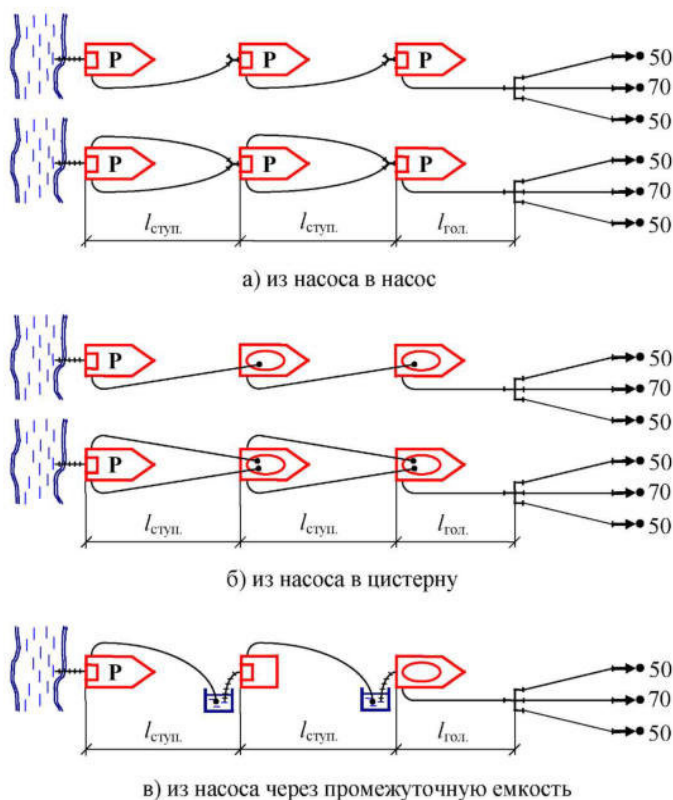 50
P P P 70
50
50
P P P 70
50
lступ. lступ. lгол.
а) из насоса в насос
50
70
50
50
P 70
50
lступ. lступ. lгол.
б) из насоса в цистерну
50
P 70
50
lступ. lступ. lгол.
в) из насоса через промежуточную емкость